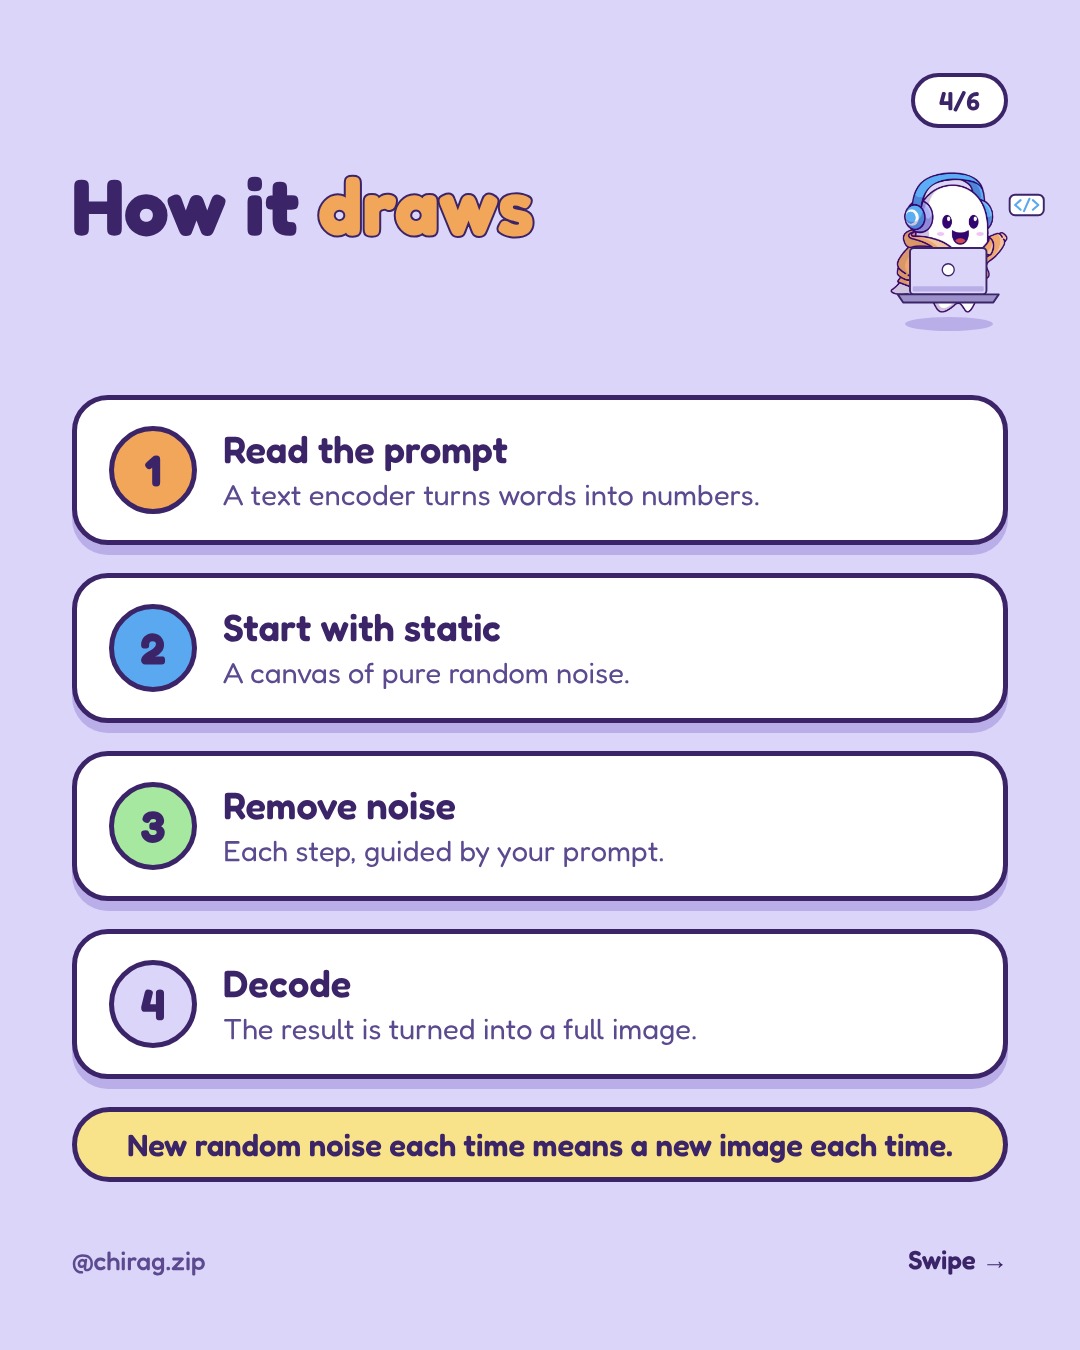 4/6
How it draws
</>
1
Read the prompt
A text encoder turns words into numbers.
2
Start with static
A canvas of pure random noise.
3
Remove noise
Each step, guided by your prompt.
4
Decode
The result is turned into a full image.
New random noise each time means a new image each time.
@chirag.zip
Swipe →